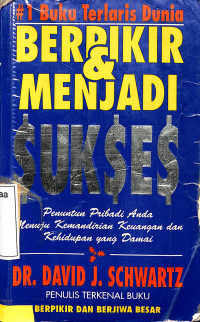 #1 Buku Terlaris Dunia
BERPIKIR
&
MENJADI
$UK$E$
Penuntun Pribadi Anda
Menuju Kemandirian Keuangan dan
Kehidupan yang Damai
DR. DAVID J. SCHWARTZ
PENULIS TERKENAL BUKU
BERPIKIR DAN BERJIWA BESAR
aa